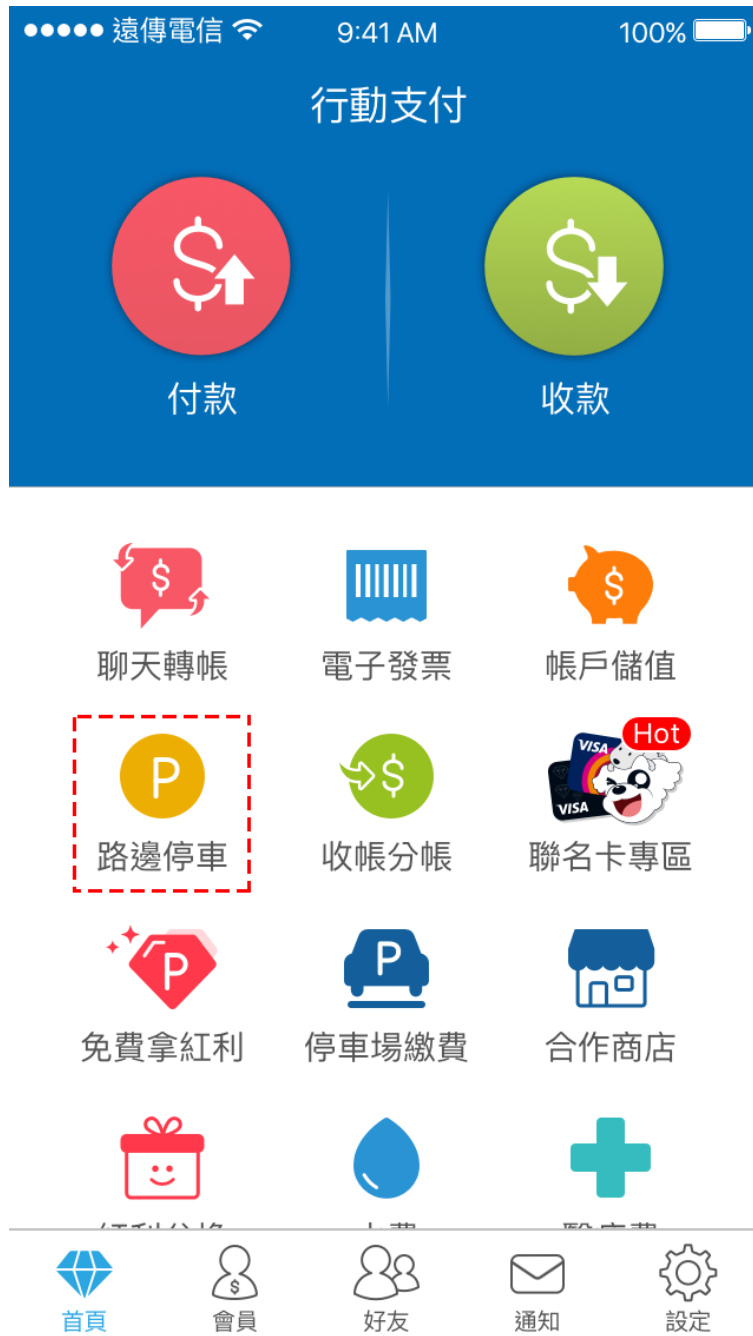 遠傳電信 9:41 AM 100%
行動支付
付款 收款
聊天轉帳 電子發票 帳戶儲值
Hot
VISA
VISA
路邊停車 收帳分帳 聯名卡專區
免費拿紅利 停車場繳費 合作商店
首頁 會員 好友 通知 設定